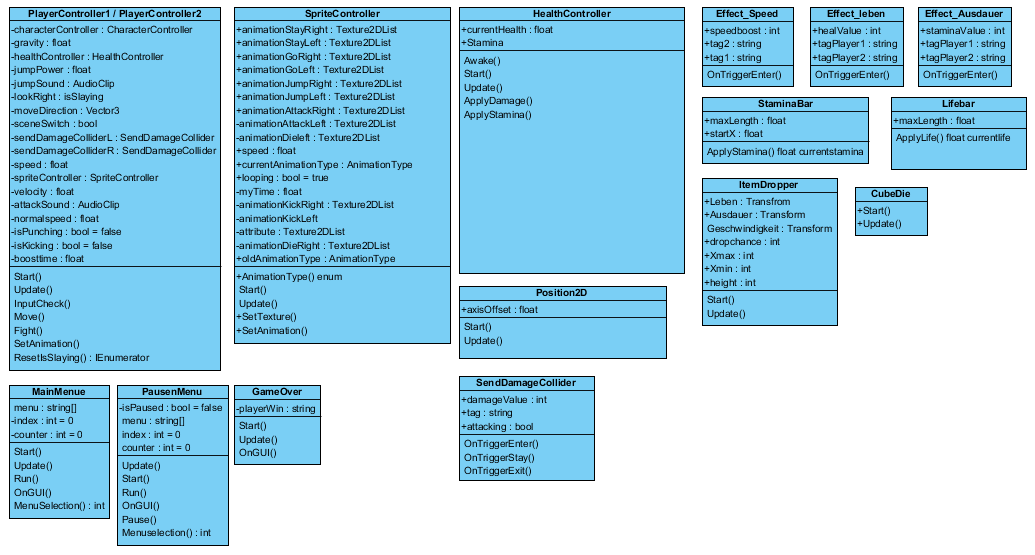 PlayerController1 / PlayerController2
-characterController : CharacterController
-gravity : float
-healthController : HealthController
-jumpPower : float
-jumpSound : AudioClip
-lookRight : isSlaying
-moveDirection : Vector3
-sceneSwitch : bool
-sendDamageColliderL : SendDamageCollider
-sendDamageColliderR : SendDamageCollider
-speed : float
-spriteController : SpriteController
-velocity : float
-attackSound : AudioClip
-normalspeed : float
-isPunching : bool = false
-isKicking : bool = false
-boosttime : float
Start()
Update()
InputCheck()
Move()
Fight()
SetAnimation()
ResetIsSlaying() : IEnumerator
SpriteController
+animationStayRight : Texture2DList
+animationStayLeft : Texture2DList
+animationGoRight : Texture2DList
+animationGoLeft : Texture2DList
+animationJumpRight : Texture2DList
+animationJumpLeft : Texture2DList
+animationAttackRight : Texture2DList
-animationAttackLeft : Texture2DList
-animationDieleft : Texture2DList
+speed : float
+currentAnimationType : AnimationType
+looping : bool = true
-myTime : float
-animationKickRight : Texture2DList
-animationKickLeft
-attribute : Texture2DList
-animationDieRight : Texture2DList
+oldAnimationType : AnimationType
+AnimationType() enum
Start()
Update()
+SetTexture()
+SetAnimation()
HealthController
+currentHealth : float
+Stamina
Awake()
Start()
Update()
ApplyDamage()
ApplyStamina()
Effect_Speed
+speedboost : int
+tag2 : string
+tag1 : string
OnTriggerEnter()
Effect_leben
+healValue : int
+tagPlayer1 : string
+tagPlayer2 : string
OnTriggerEnter()
Effect_Ausdauer
+staminaValue : int
+tagPlayer1 : string
+tagPlayer2 : string
OnTriggerEnter()
StaminaBar
+maxLength : float
+startX : float
ApplyStamina() float currentstamina
Lifebar
+maxLength : float
ApplyLife() float currentlife
ItemDropper
+Leben : Transfrom
+Ausdauer : Transform
Geschwindigkeit : Transform
+dropchance : int
+Xmax : int
+Xmin : int
+height : int
Start()
Update()
CubeDie
+Start()
+Update()
Position2D
+axisOffset : float
Start()
Update()
MainMenue
menu : string[]
-index : int = 0
-counter : int = 0
Start()
Update()
Run()
OnGUI()
MenuSelection() : int
PausenMenu
-isPaused : bool = false
menu : string[]
index : int = 0
counter : int = 0
Update()
Start()
Run()
OnGUI()
Pause()
Menuselection() : int
GameOver
-playerWin : string
Start()
Update()
OnGUI()
SendDamageCollider
+damageValue : int
+tag : string
+attacking : bool
OnTriggerEnter()
OnTriggerStay()
OnTriggerExit()